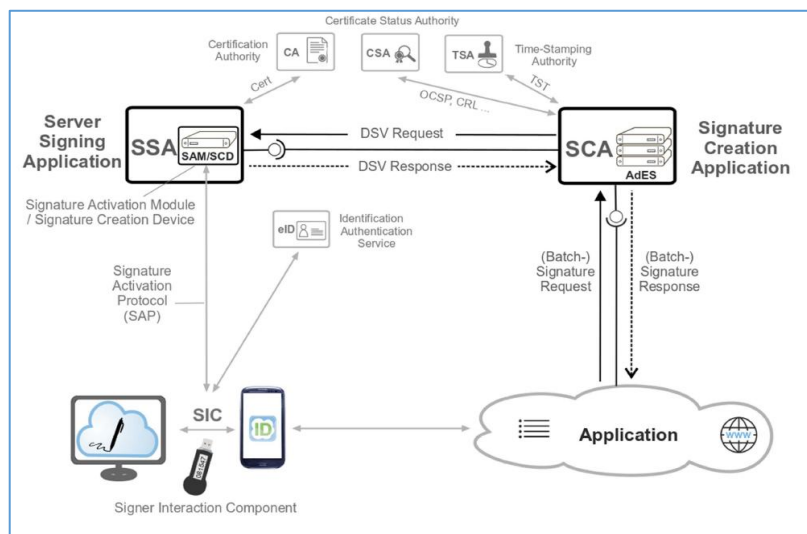 Certificate Status Authority
Certification
Authority
CA
CSA
TSA
Time-Stamping
Authority
Cert
OCSP, CRL ...
TST
Server
Signing
Application
SSA
SAM/SCD
DSV Request
DSV Response
SCA
AdES
Signature
Creation
Application
Signature Activation Module
/ Signature Creation Device
eID
Identification
Authentication
Service
Signature
Activation
Protocol
(SAP)
(Batch-)
Signature
Request
(Batch-)
Signature
Response
SIC
ID
Application
WWW
Signer Interaction Component